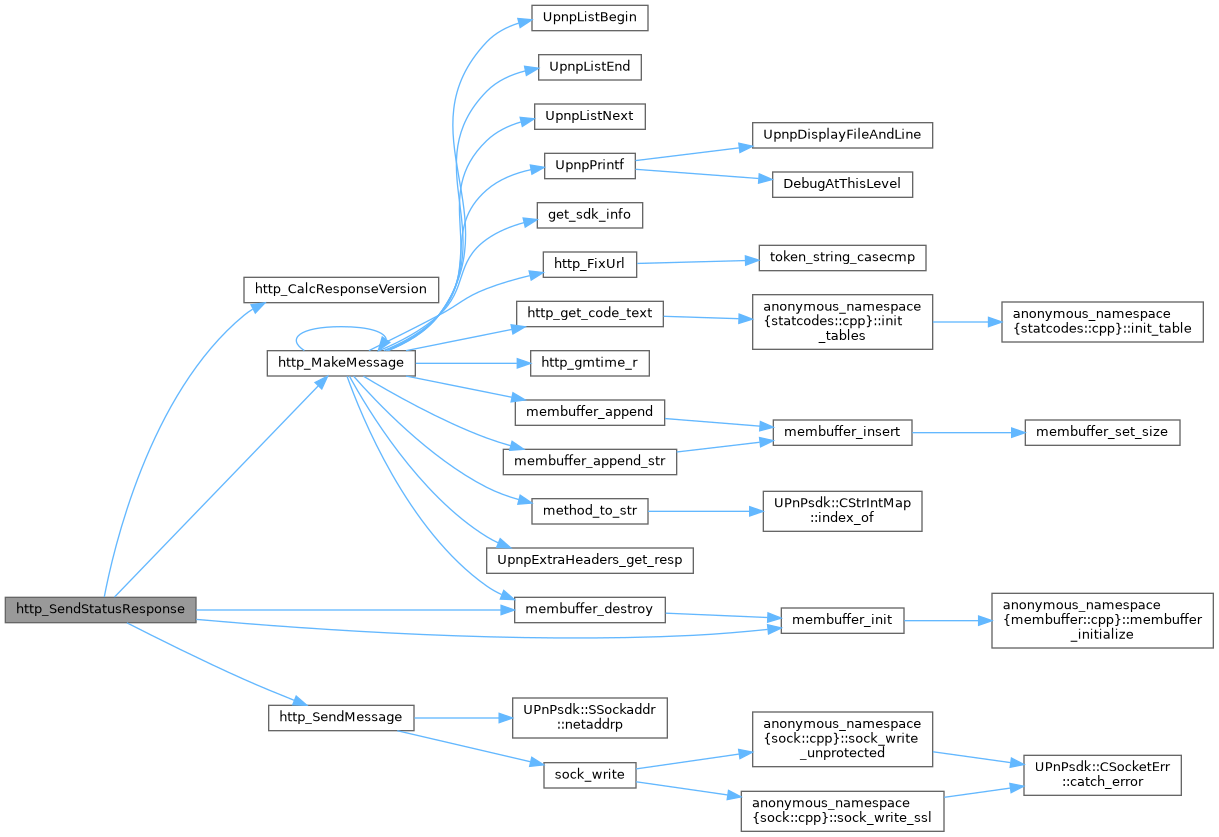 UpnpListBegin
UpnpListEnd
UpnpListNext
UpnpDisplayFileAndLine
UpnpPrintf
DebugAtThisLevel
get_sdk_info
token_string_casecmp
http_FixUrl
http_CalcResponseVersion
anonymous_namespace
{statcodes::cpp}::init
_tables
anonymous_namespace
{statcodes::cpp}::init_table
http_get_code_text
http_MakeMessage
http_gmtime_r
membuffer_append
membuffer_insert
membuffer_set_size
membuffer_append_str
method_to_str
UPnPsdk::CStrIntMap
::index_of
UpnpExtraHeaders_get_resp
http_SendStatusResponse
membuffer_destroy
membuffer_init
anonymous_namespace
{membuffer::cpp}::membuffer
_initialize
http_SendMessage
UPnPsdk::SSockaddr
::netaddrp
anonymous_namespace
{sock::cpp}::sock_write
_unprotected
sock_write
UPnPsdk::CSocketErr
::catch_error
anonymous_namespace
{sock::cpp}::sock_write_ssl